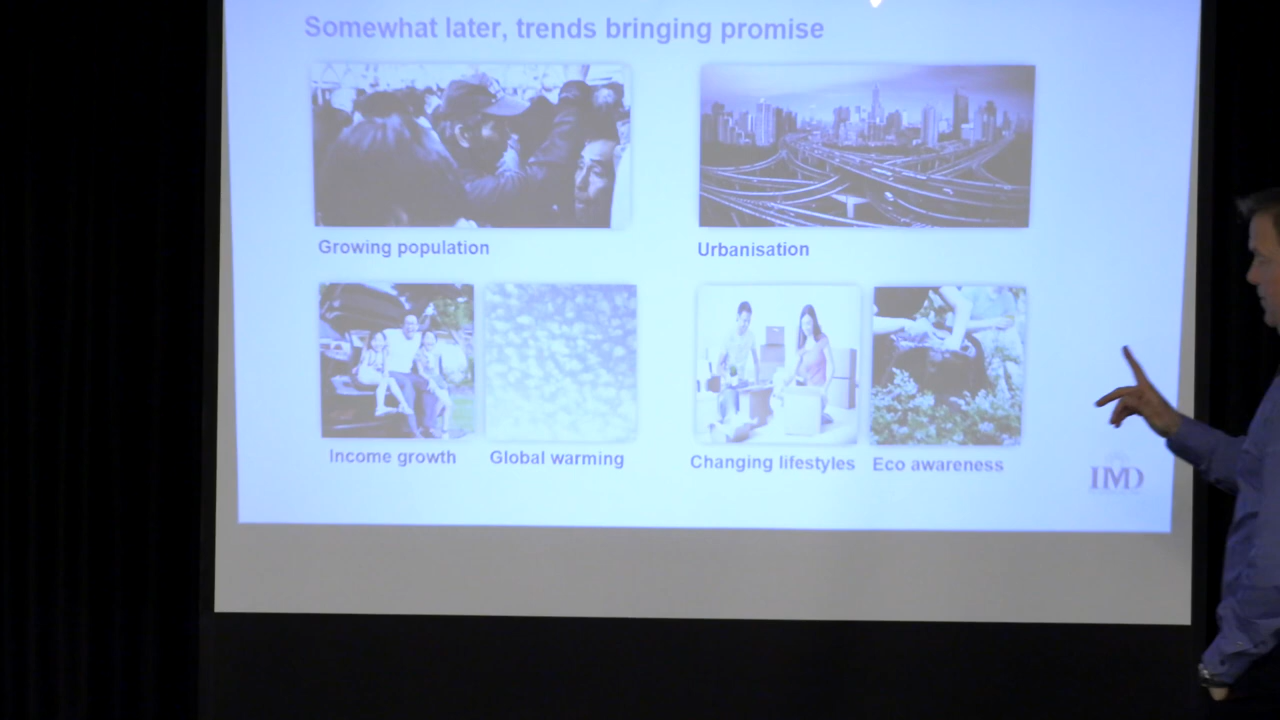 Somewhat later, trends bringing promise
Growing population
Urbanisation
Income growth
Global warming
Changing lifestyles
Eco awareness
IMD